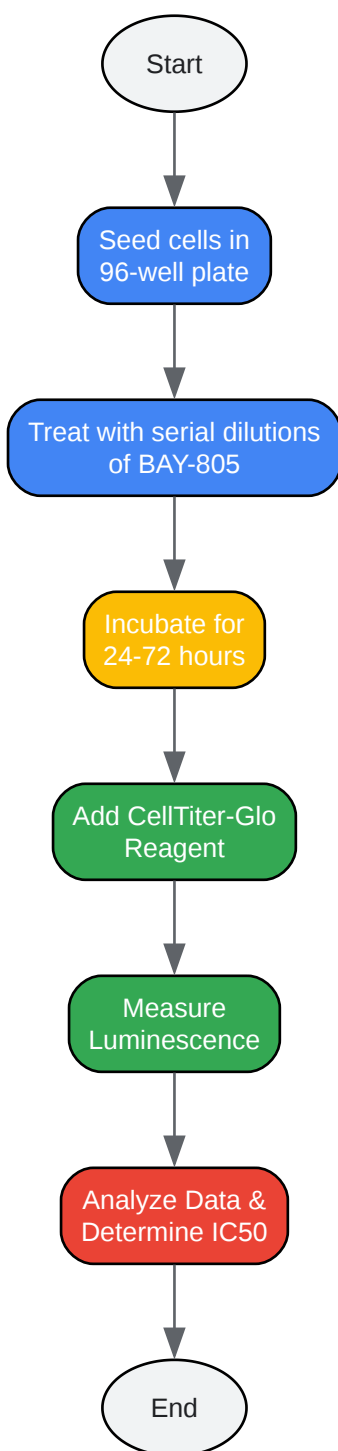 Start
Seed cells in
96-well plate
Treat with serial dilutions
of BAY-805
Incubate for
24-72 hours
Add CellTiter-Glo
Reagent
Measure
Luminescence
Analyze Data &
Determine IC50
End